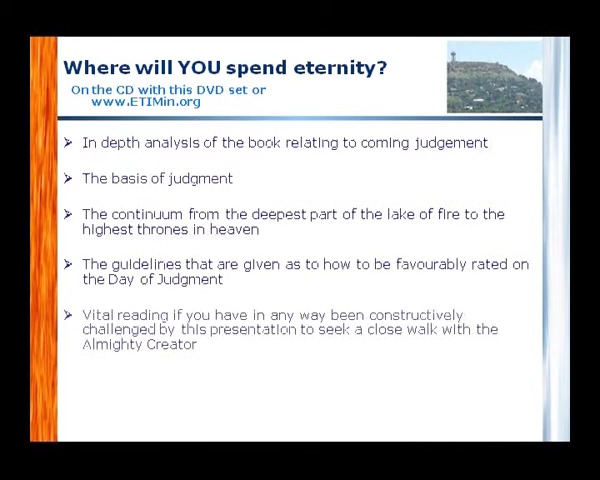 Where will YOU spend eternity?
On the CD with this DVD set or
www.ETIMin.org
In depth analysis of the book relating to coming judgement
The basis of judgment
The continuum from the deepest part of the lake of fire to the
highest thrones in heaven
The guidelines that are given as to how to be favourably rated on
the Day of Judgment
Vital reading if you have in any way been constructively
challenged by this presentation to seek a close walk with the
Almighty Creator